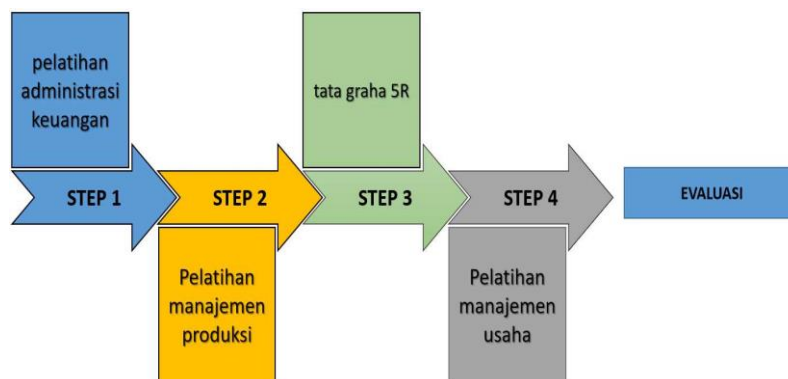 pelatihan
administrasi
keuangan
tata graha 5R
STEP 1
STEP 2
STEP 3
STEP 4
EVALUASI
Pelatihan
manajemen
produksi
Pelatihan
manajemen
usaha